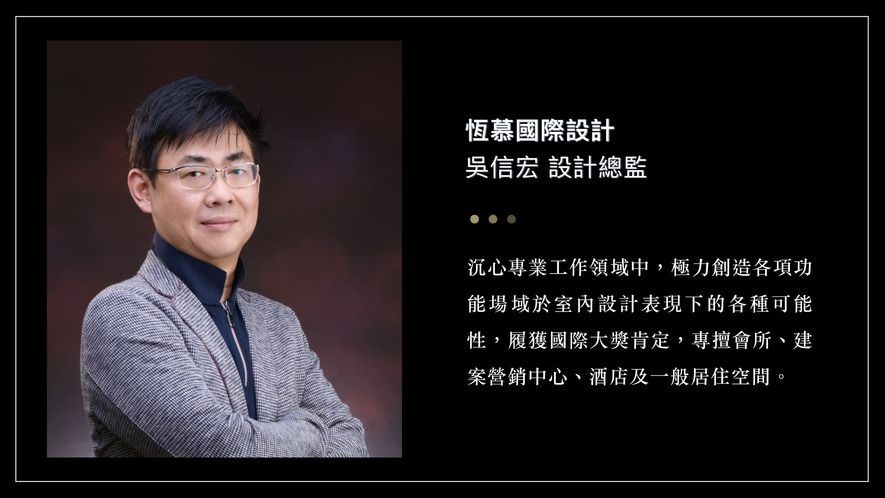 恆慕國際設計
吳信宏 設計總監
沉心專業工作領域中，極力創造各項功
能場域於室內設計表現下的各種可能
性，履獲國際大獎肯定，專擅會所、建
案營銷中心、酒店及一般居住空間。